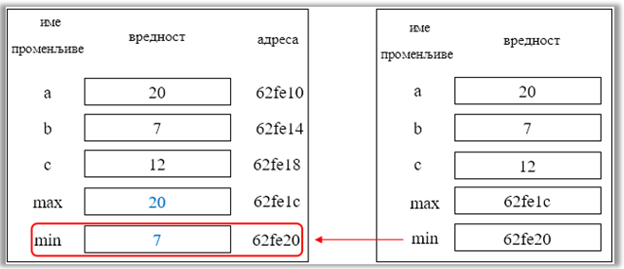 име
променљиве вредност адреса
a 20 62fe10
b 7 62fe14
c 12 62fe18
max 20 62fe1c
min 7 62fe20
име
променљиве вредност
a 20
b 7
c 12
max 62fe1c
min 62fe20